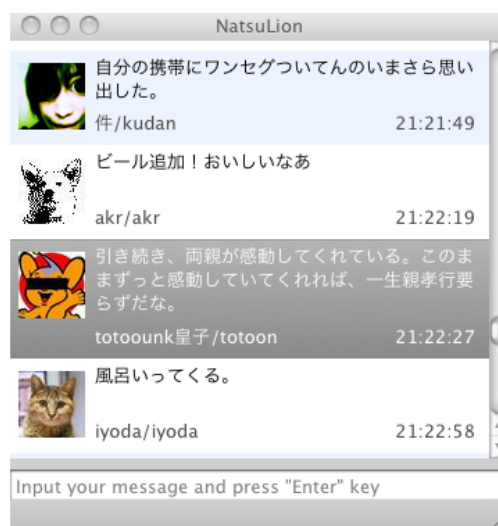 NatsuLion
自分の携帯にワンセグついてんのいまさら思い
出した。
件/kudan 21:21:49
ビール追加！おいしいなあ
akr/akr 21:22:19
引き続き、両親が感動してくれている。このま
まずっと感動していてくれれば、一生親孝行要
らずだな。
totoounk皇子/totoon 21:22:27
風呂いってくる。
iyoda/iyoda 21:22:58
Input your message and press "Enter" key